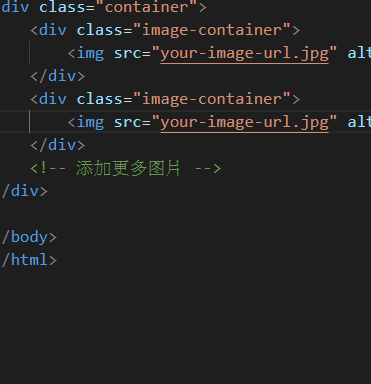 div class="container">
<div class="image-container">
<img src="your-image-url.jpg" alt
</div>
<div class="image-container">
<img src="your-image-url.jpg" alt
</div>
<!-- 添加更多图片 -->
/div>
/body>
/html>